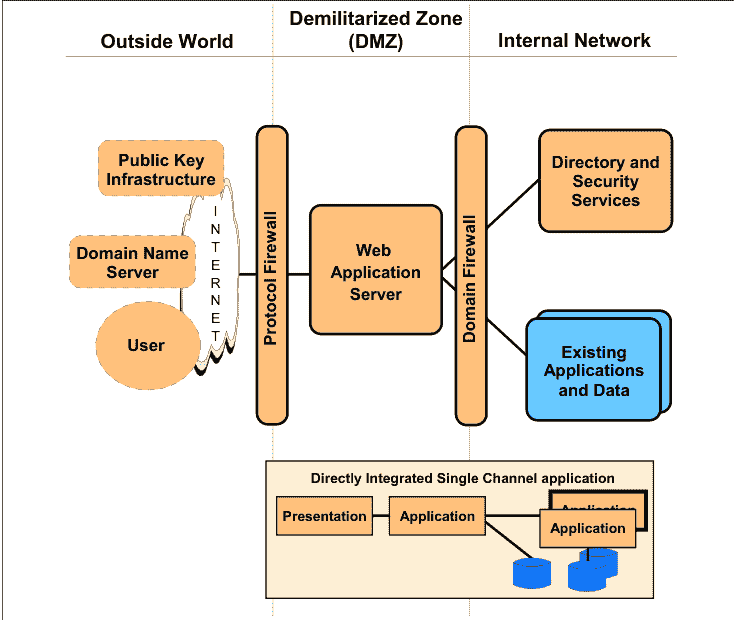 Outside World
Demilitarized Zone
(DMZ)
Internal Network
Public Key
Infrastructure
Domain Name
Server
User
INTERNET
Protocol Firewall
Web
Application
Server
Domain Firewall
Directory and
Security
Services
Existing
Applications
and Data
Directly Integrated Single Channel application
Presentation
Application
Application
Application